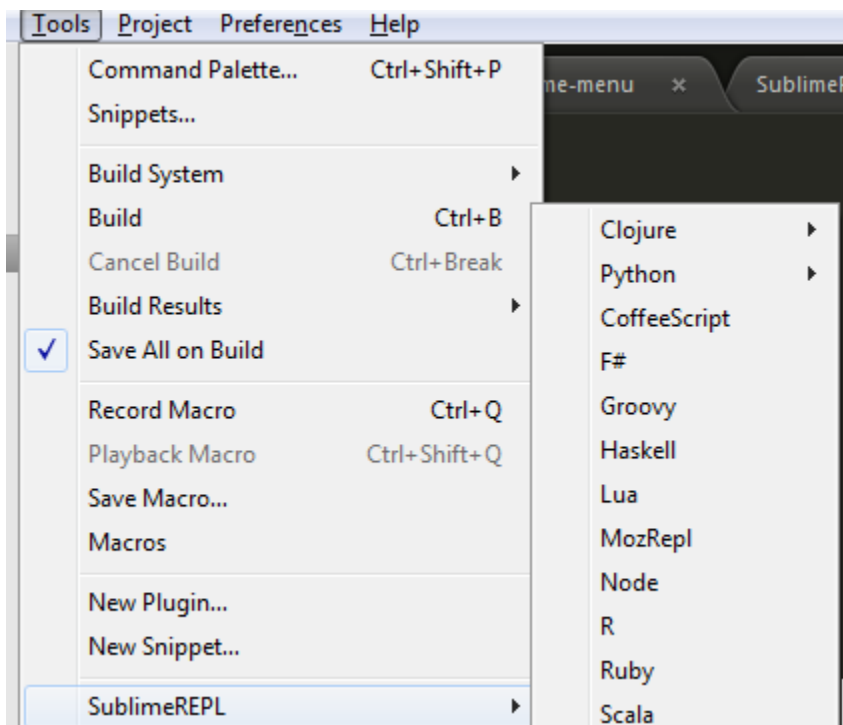 Tools Project Preferences Help
Command Palette... Ctrl+Shift+P
Snippets...
Build System
Build Ctrl+B
Cancel Build Ctrl+Break
Build Results
Save All on Build
Record Macro Ctrl+Q
Playback Macro Ctrl+Shift+Q
Save Macro...
Macros
New Plugin...
New Snippet...
SublimeREPL
me-menu × Sublime
Clojure
Python
CoffeeScript
F#
Groovy
Haskell
Lua
MozRepl
Node
R
Ruby
Scala